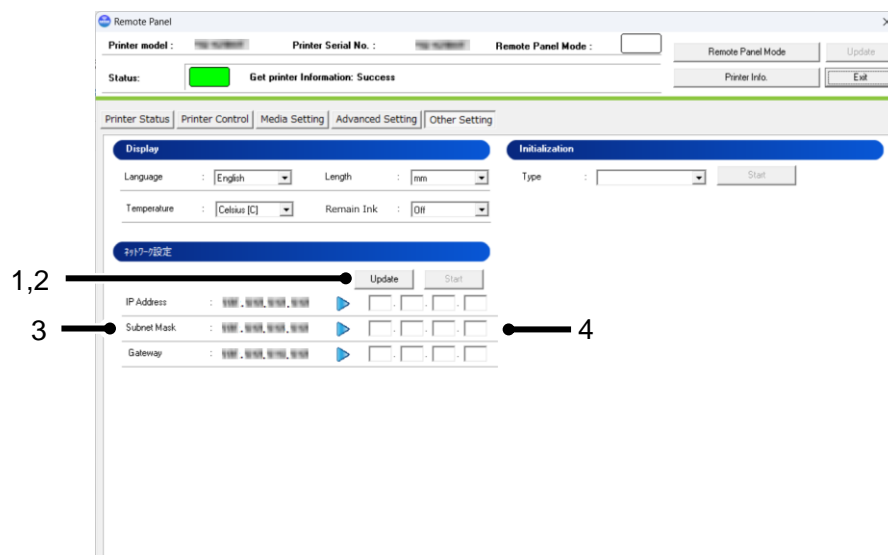 Remote Panel
Printer model : Printer Serial No. : Remote Panel Mode :
Remote Panel Mode Update
Status: Get printer Information: Success
Printer Info. Exit
Printer Status Printer Control Media Setting Advanced Setting Other Setting
Display Initialization
Language : English Length : mm Type : Start
Temperature : Celsius [C] Remain Ink : Off
ﾈｯﾄﾜｰｸ設定
1,2 Update Start
IP Address : . . . . . .
3 Subnet Mask : . . . . . . 4
Gateway : . . . . . .